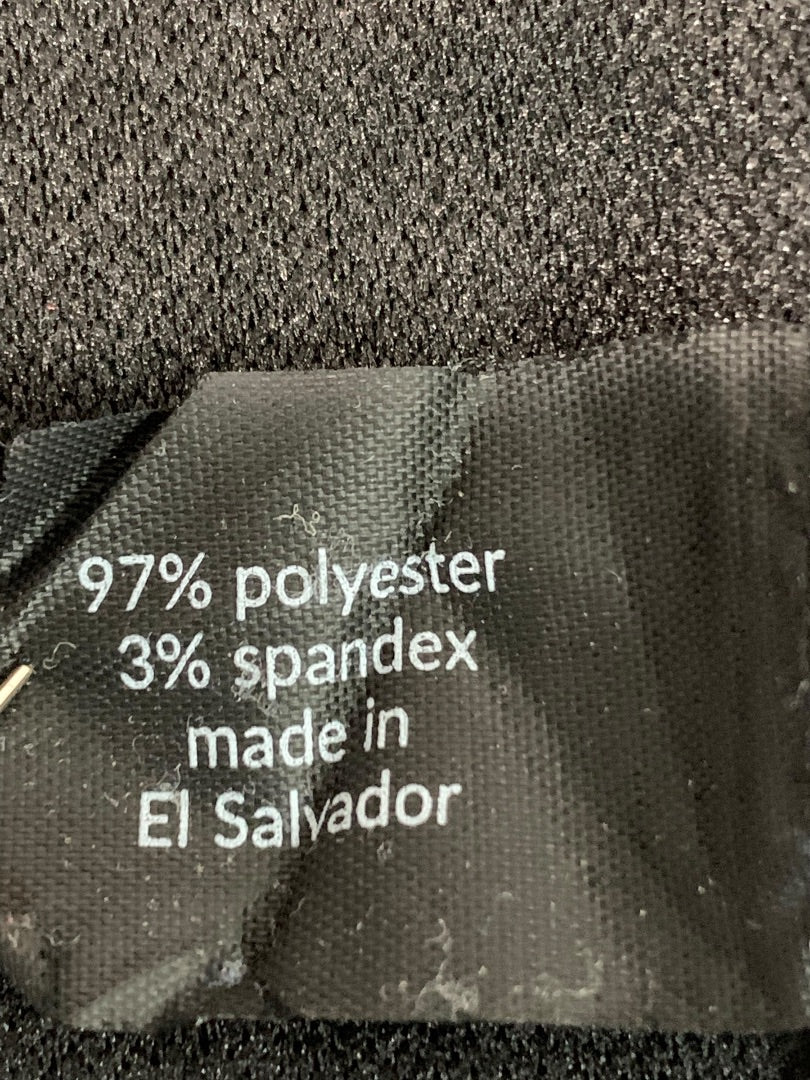 97% polyester
3% spandex
made in
El Salvador